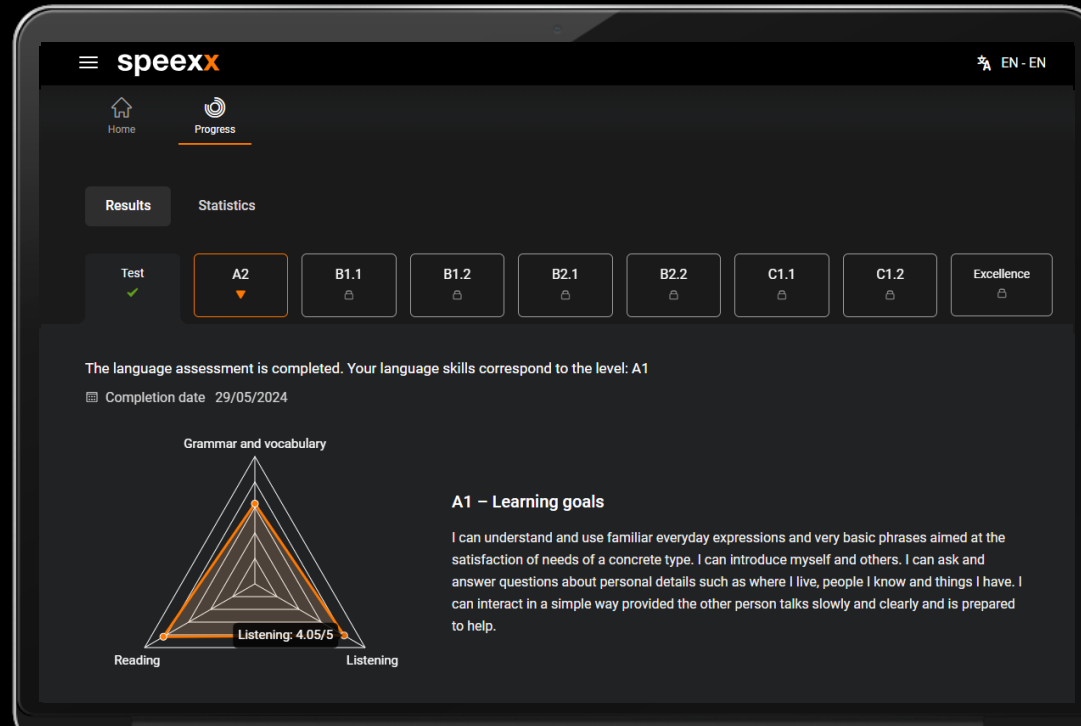 speexx
EN - EN
Home
Progress
Results
Statistics
Test
A2
B1.1
B1.2
B2.1
B2.2
C1.1
C1.2
Excellence
The language assessment is completed. Your language skills correspond to the level: A1
Completion date 29/05/2024
Grammar and vocabulary
Listening: 4.05/5
Reading
Listening
A1 – Learning goals
I can understand and use familiar everyday expressions and very basic phrases aimed at the
satisfaction of needs of a concrete type. I can introduce myself and others. I can ask and
answer questions about personal details such as where I live, people I know and things I have. I
can interact in a simple way provided the other person talks slowly and clearly and is prepared
to help.